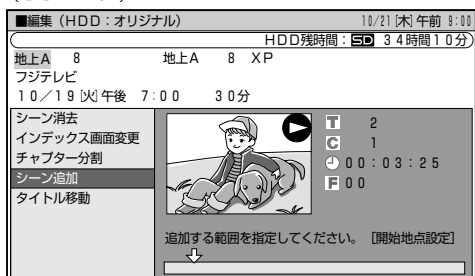 ■編集（HDD：オリジナル） 10/21[木]午前 9:00
HDD残時間：SD 34時間10分
地上A 8 地上A 8 XP
フジテレビ
10／19[火]午後 7:00 30分
シーン消去
インデックス画面変更
チャプター分割
シーン追加
タイトル移動
T 2
C 1
00：03：25
F 00
追加する範囲を指定してください。［開始地点設定］